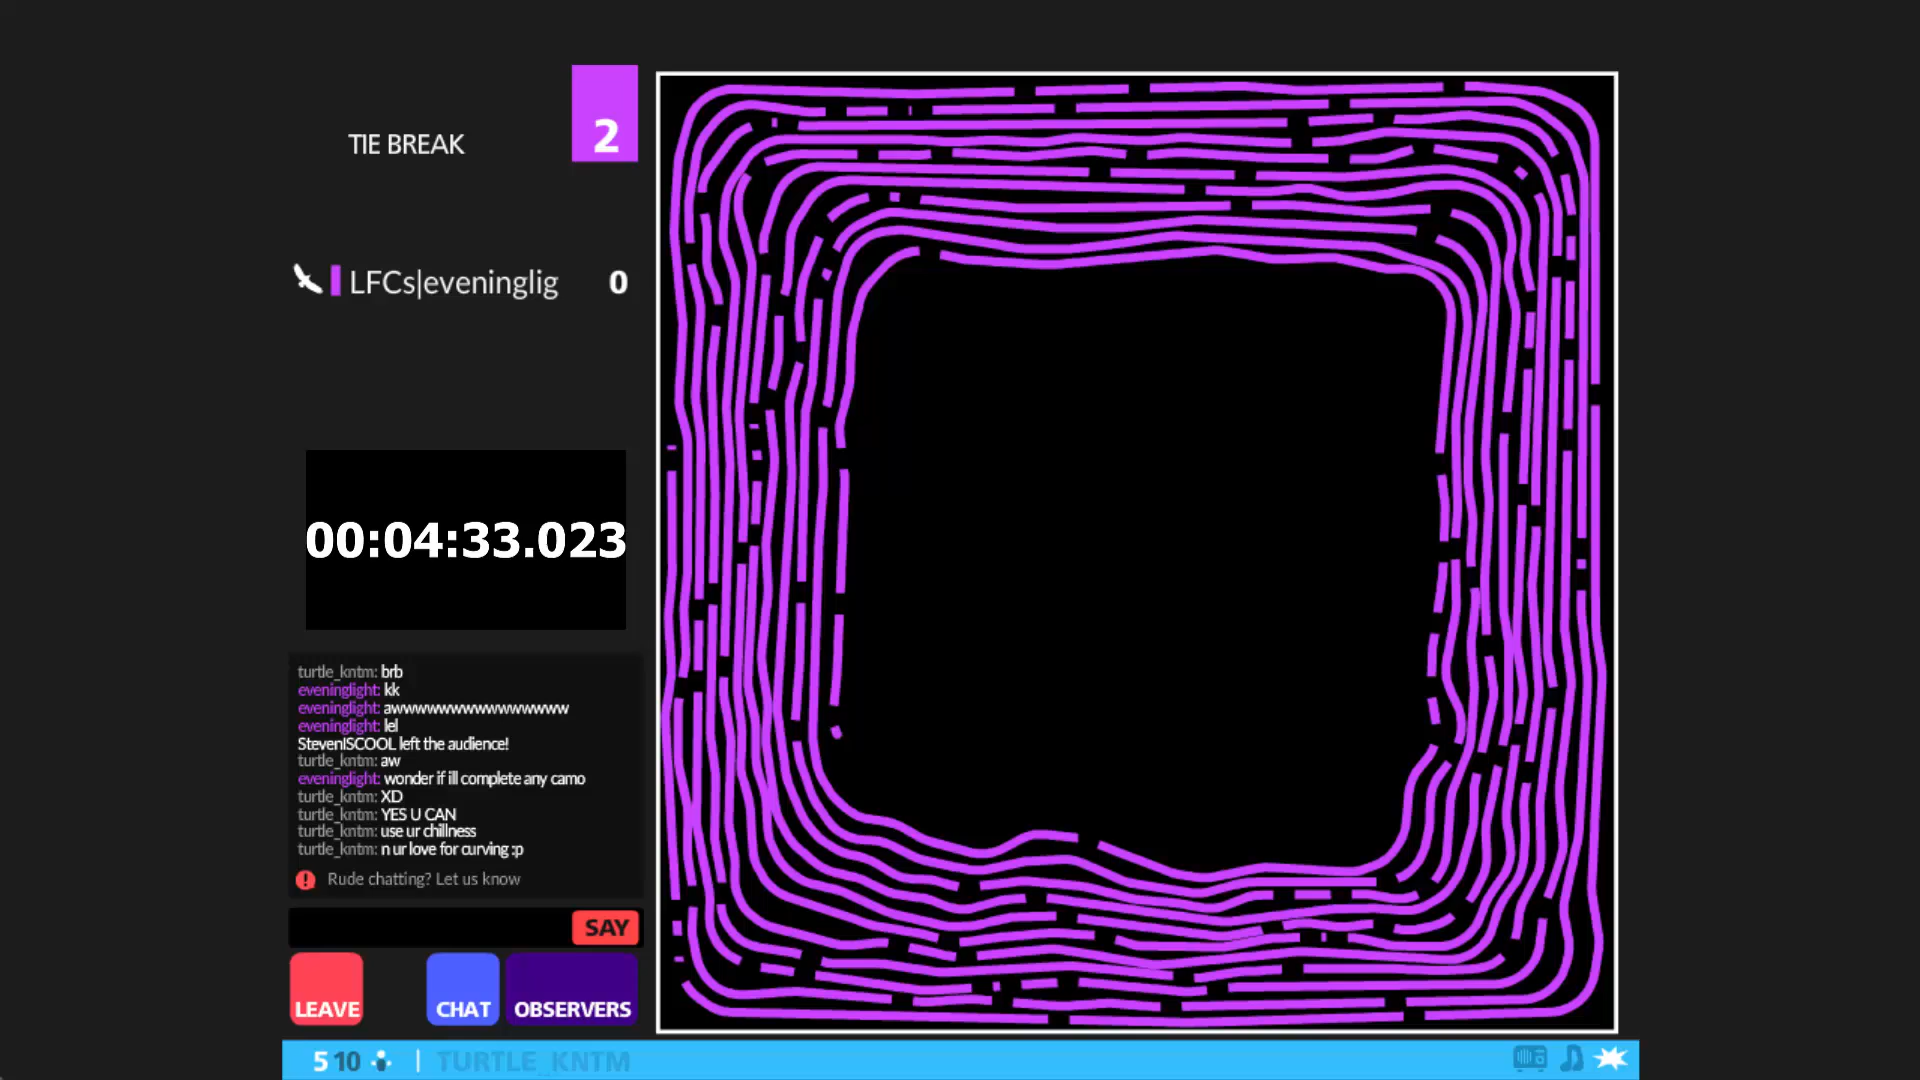 2
TIE BREAK
LFCs|eveninglig 0
00:04:33.023
turtle_kntm: brb
eveninglight: kk
eveninglight: awwwwwwwwwwwwwwww
eveninglight: lel
StevenISCOOL left the audience!
turtle_kntm: aw
eveninglight: wonder if ill complete any camo
turtle_kntm: XD
turtle_kntm: YES U CAN
turtle_kntm: use ur chillness
turtle_kntm: n ur love for curving :p
Rude chatting? Let us know
SAY
LEAVE
CHAT
OBSERVERS
5 10 | TURTLE_KNTM